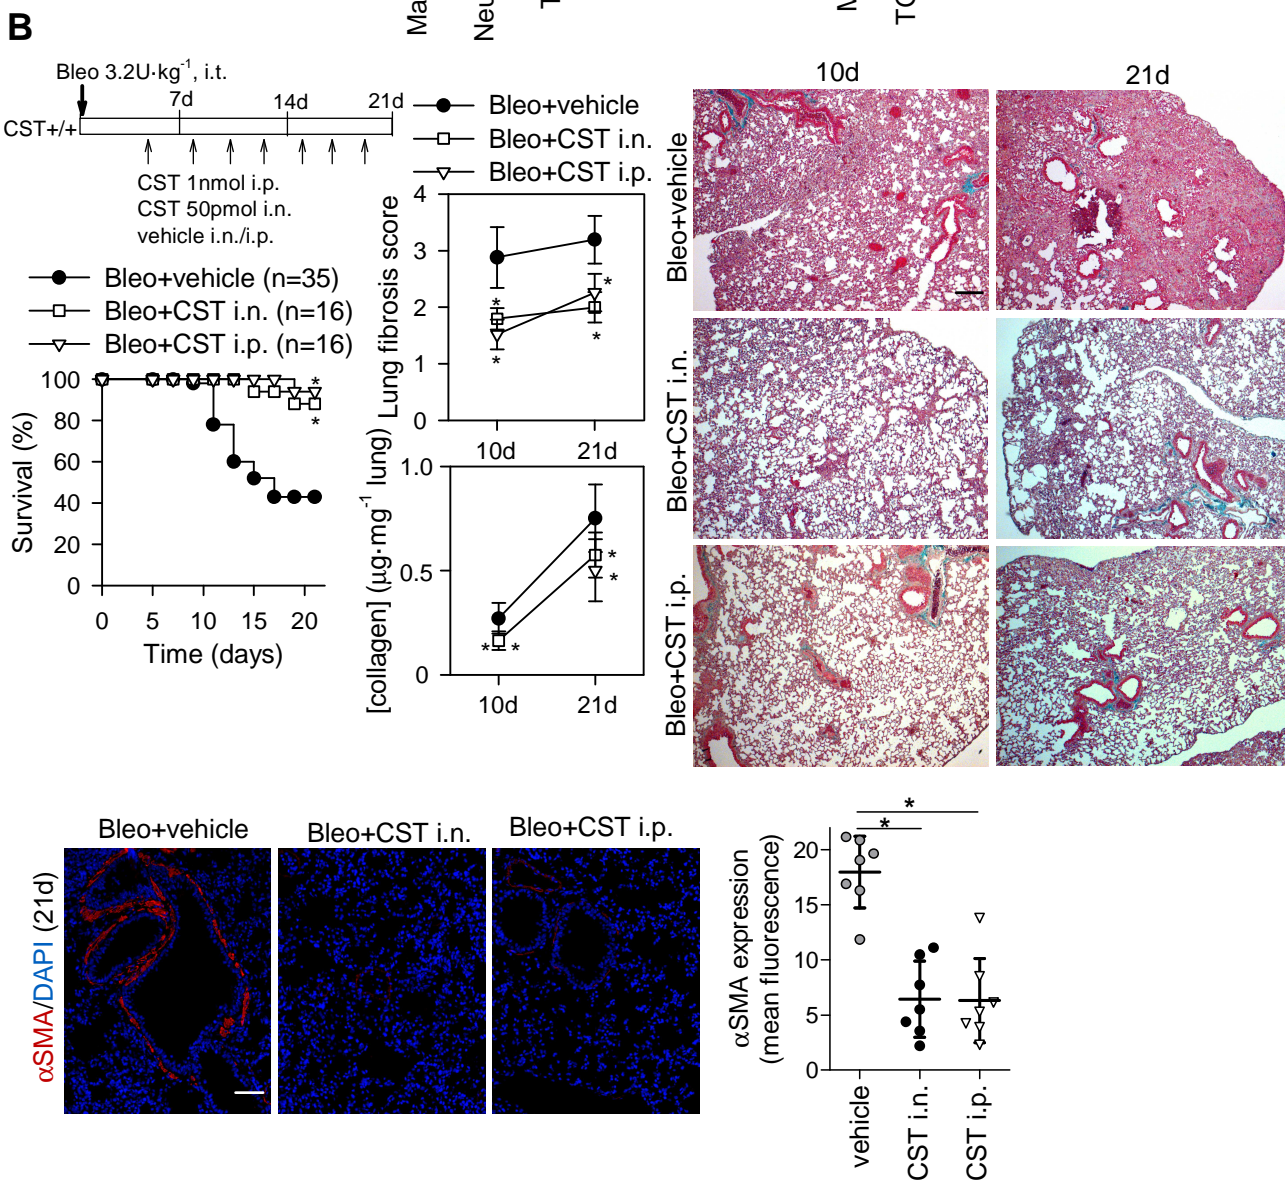 B
Ma
Neu
T
M
TG
Bleo 3.2U·kg⁻¹, i.t.
7d
14d
21d
CST+/+
CST 1nmol i.p.
CST 50pmol i.n.
vehicle i.n./i.p.
Bleo+vehicle (n=35)
Bleo+CST i.n. (n=16)
Bleo+CST i.p. (n=16)
Survival (%)
100
80
60
40
20
0
*
*
0
5
10
15
20
Time (days)
Bleo+vehicle
Bleo+CST i.n.
Bleo+CST i.p.
Lung fibrosis score
4
3
2
1
0
*
*
*
*
10d
21d
[collagen] (µg·mg⁻¹ lung)
1.0
0.5
0
*
*
*
*
10d
21d
10d
21d
Bleo+vehicle
Bleo+CST i.n.
Bleo+CST i.p.
αSMA/DAPI (21d)
Bleo+vehicle
Bleo+CST i.n.
Bleo+CST i.p.
αSMA expression
(mean fluorescence)
20
15
10
5
0
*
*
vehicle
CST i.n.
CST i.p.